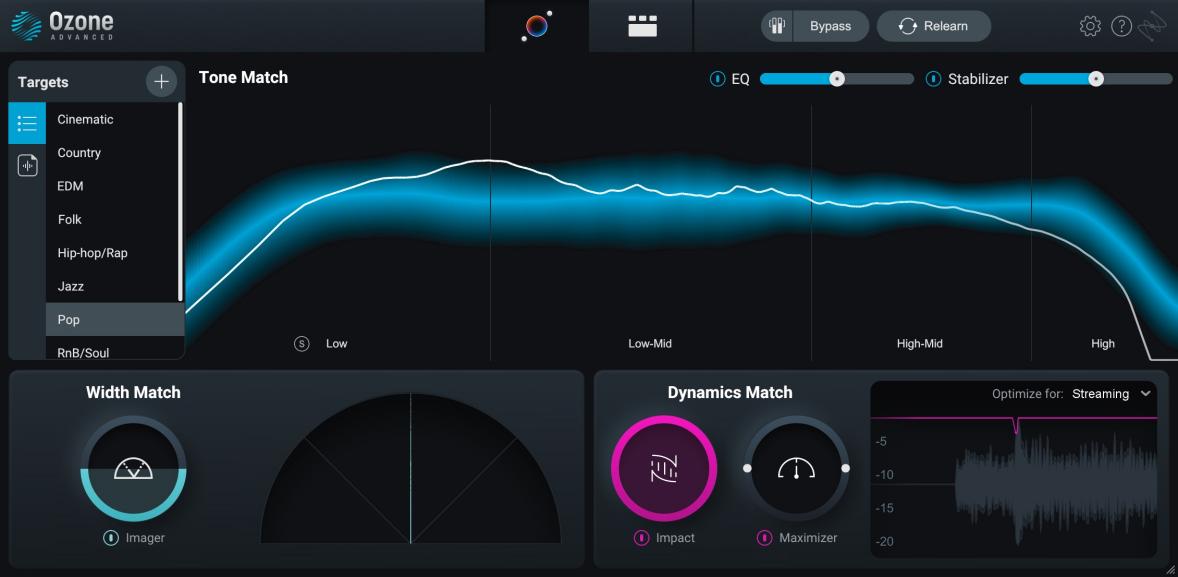 Ozone
ADVANCED
Bypass
Relearn
?
Targets
+
Tone Match
EQ
Stabilizer
Cinematic
Country
EDM
Folk
Hip-hop/Rap
Jazz
Pop
RnB/Soul
S
Low
Low-Mid
High-Mid
High
Width Match
Imager
Dynamics Match
Impact
Maximizer
Optimize for: Streaming
-5
-10
-15
-20